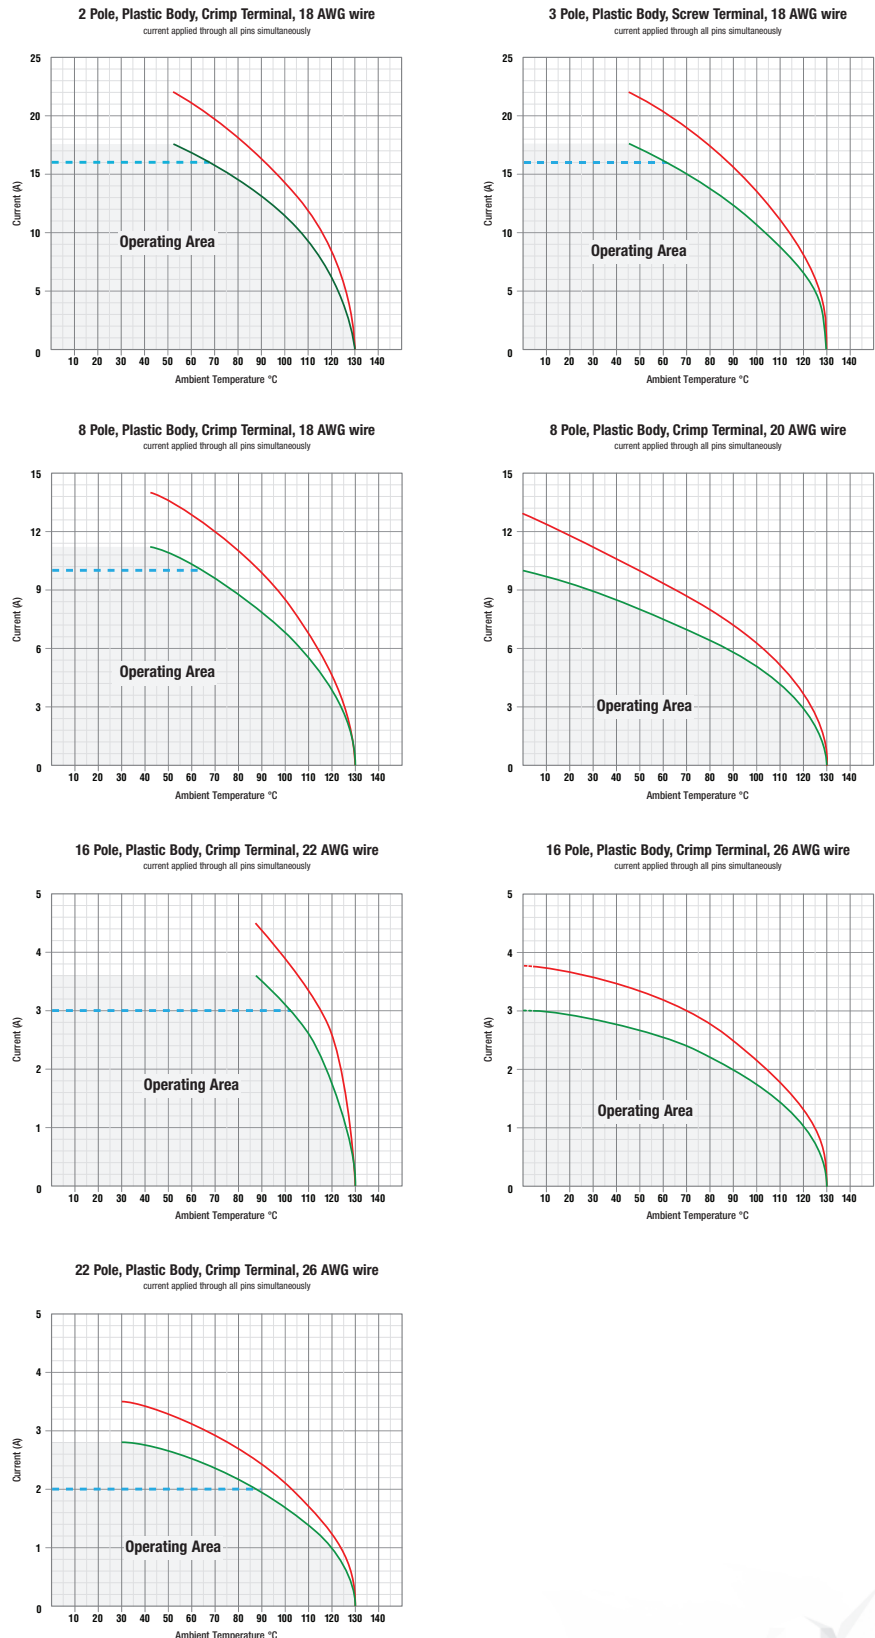 2 Pole, Plastic Body, Crimp Terminal, 18 AWG wire
current applied through all pins simultaneously
25
20
15
10
5
0
Current (A)
Operating Area
10 20 30 40 50 60 70 80 90 100 110 120 130 140
Ambient Temperature °C
3 Pole, Plastic Body, Screw Terminal, 18 AWG wire
current applied through all pins simultaneously
25
20
15
10
5
0
Current (A)
Operating Area
10 20 30 40 50 60 70 80 90 100 110 120 130 140
Ambient Temperature °C
8 Pole, Plastic Body, Crimp Terminal, 18 AWG wire
current applied through all pins simultaneously
15
12
9
6
3
0
Current (A)
Operating Area
10 20 30 40 50 60 70 80 90 100 110 120 130 140
Ambient Temperature °C
8 Pole, Plastic Body, Crimp Terminal, 20 AWG wire
current applied through all pins simultaneously
15
12
9
6
3
0
Current (A)
Operating Area
10 20 30 40 50 60 70 80 90 100 110 120 130 140
Ambient Temperature °C
16 Pole, Plastic Body, Crimp Terminal, 22 AWG wire
current applied through all pins simultaneously
5
4
3
2
1
0
Current (A)
Operating Area
10 20 30 40 50 60 70 80 90 100 110 120 130 140
Ambient Temperature °C
16 Pole, Plastic Body, Crimp Terminal, 26 AWG wire
current applied through all pins simultaneously
5
4
3
2
1
0
Current (A)
Operating Area
10 20 30 40 50 60 70 80 90 100 110 120 130 140
Ambient Temperature °C
22 Pole, Plastic Body, Crimp Terminal, 26 AWG wire
current applied through all pins simultaneously
5
4
3
2
1
0
Current (A)
Operating Area
10 20 30 40 50 60 70 80 90 100 110 120 130 140
Ambient Temperature °C